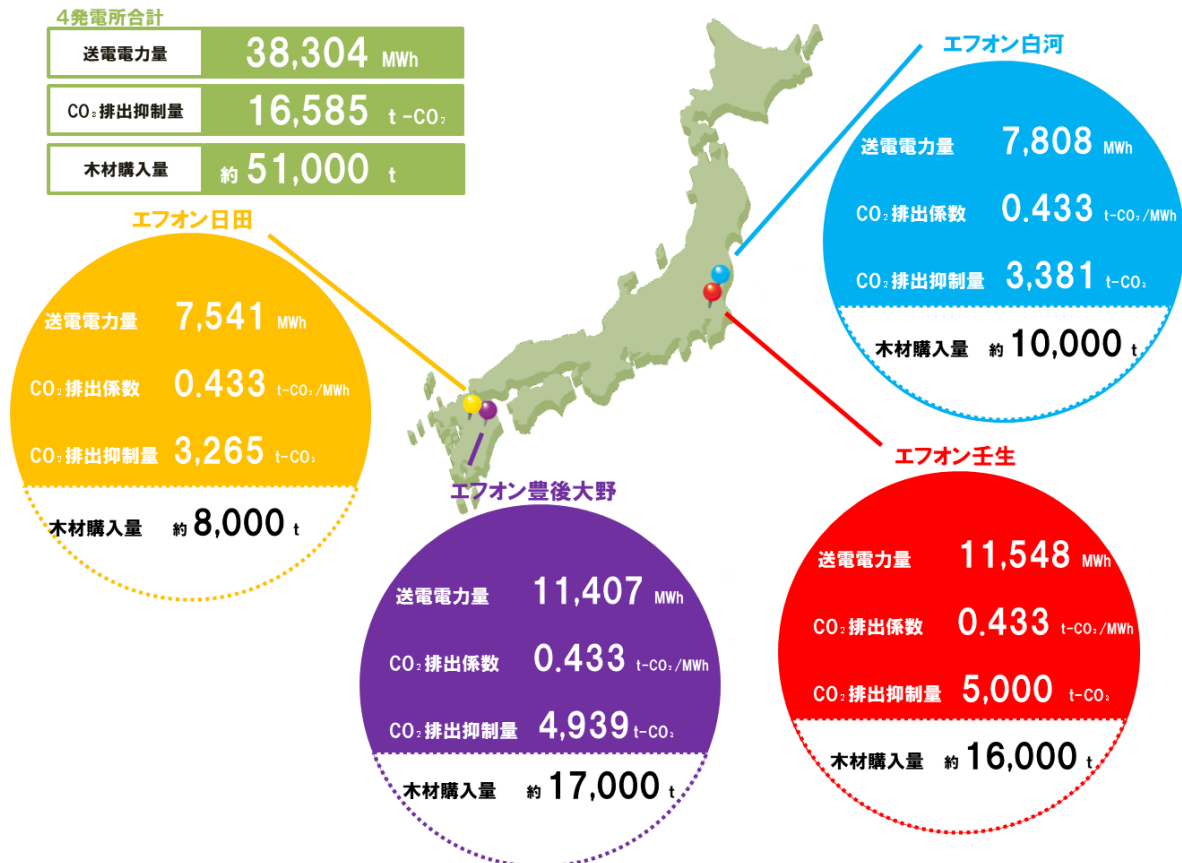 4発電所合計
送電電力量 38,304 MWh
CO₂排出抑制量 16,585 t-CO₂
木材購入量 約 51,000 t
エフオン白河
送電電力量 7,808 MWh
CO₂排出係数 0.433 t-CO₂/MWh
CO₂排出抑制量 3,381 t-CO₂
木材購入量 約 10,000 t
エフオン日田
送電電力量 7,541 MWh
CO₂排出係数 0.433 t-CO₂/MWh
CO₂排出抑制量 3,265 t-CO₂
木材購入量 約 8,000 t
エフオン豊後大野
送電電力量 11,407 MWh
CO₂排出係数 0.433 t-CO₂/MWh
CO₂排出抑制量 4,939 t-CO₂
木材購入量 約 17,000 t
エフオン壬生
送電電力量 11,548 MWh
CO₂排出係数 0.433 t-CO₂/MWh
CO₂排出抑制量 5,000 t-CO₂
木材購入量 約 16,000 t